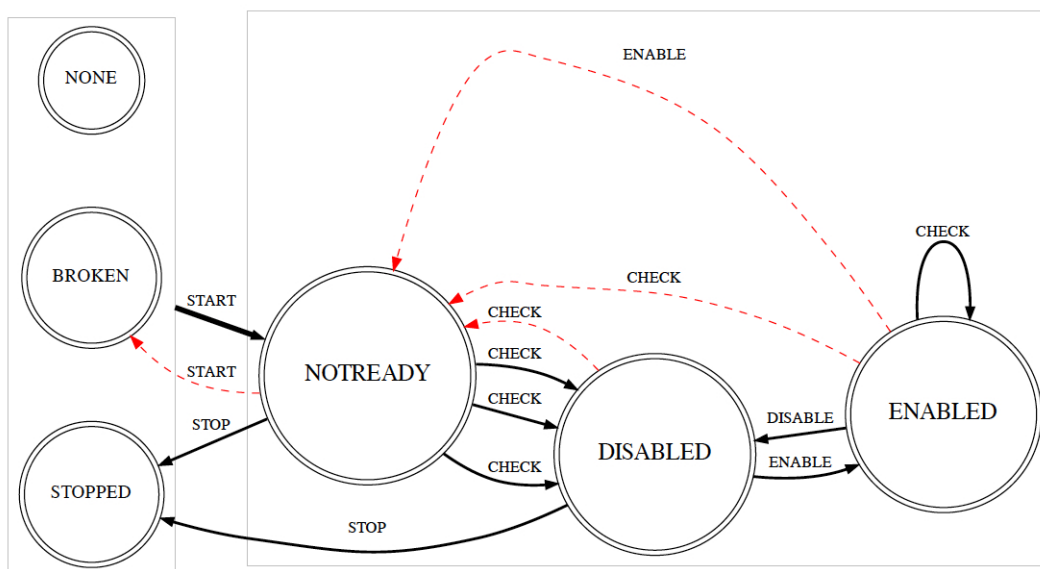 NONE
ENABLE
CHECK
BROKEN
CHECK
START
CHECK
CHECK
START
NOTREADY
CHECK
ENABLED
DISABLE
STOP
DISABLED
ENABLE
CHECK
STOPPED
STOP